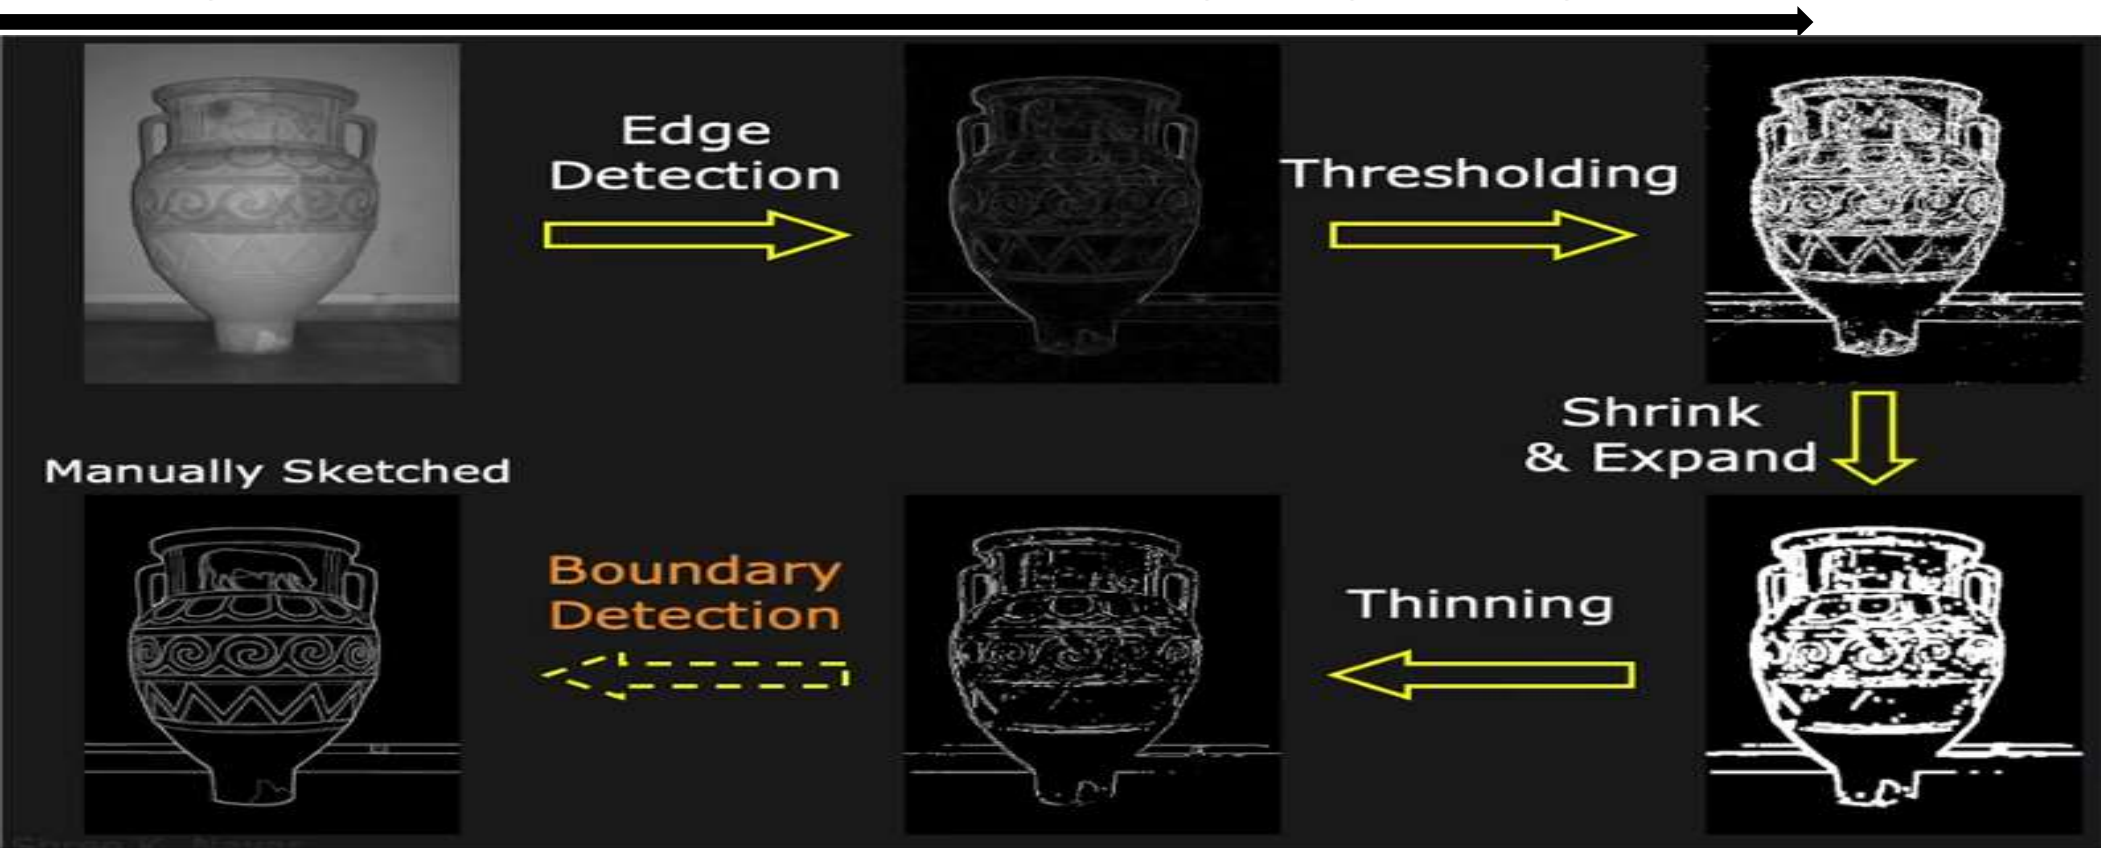 Edge
Detection
Thresholding
Shrink
& Expand
Manually Sketched
Boundary
Detection
Thinning